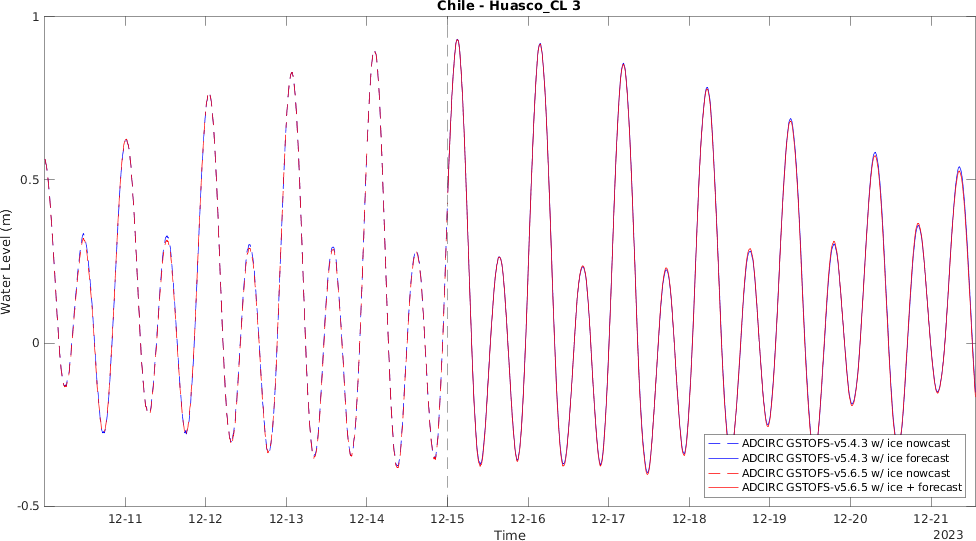 Chile - Huasco_CL 3
1
0.5
0
-0.5
Water Level (m)
ADCIRC GSTOFS-v5.4.3 w/ ice nowcast
ADCIRC GSTOFS-v5.4.3 w/ ice forecast
ADCIRC GSTOFS-v5.6.5 w/ ice nowcast
ADCIRC GSTOFS-v5.6.5 w/ ice + forecast
12-11 12-12 12-13 12-14 12-15 12-16 12-17 12-18 12-19 12-20 12-21
Time
2023